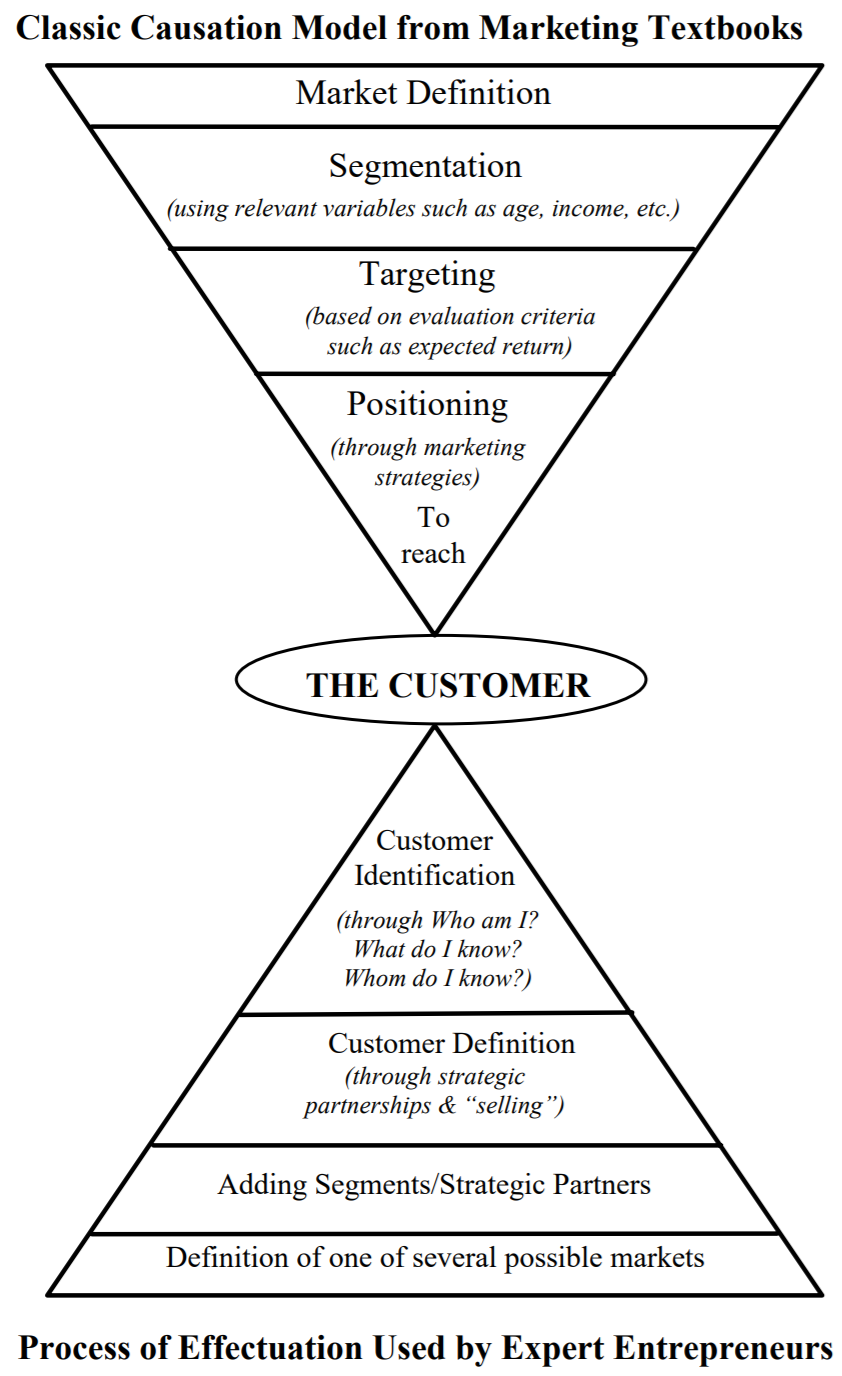 Classic Causation Model from Marketing Textbooks
Market Definition
Segmentation
(using relevant variables such as age, income, etc.)
Targeting
(based on evaluation criteria
such as expected return)
Positioning
(through marketing
strategies)
To
reach
THE CUSTOMER
Customer
Identification
(through Who am I?
What do I know?
Whom do I know?)
Customer Definition
(through strategic
partnerships & “selling”)
Adding Segments/Strategic Partners
Definition of one of several possible markets
Process of Effectuation Used by Expert Entrepreneurs